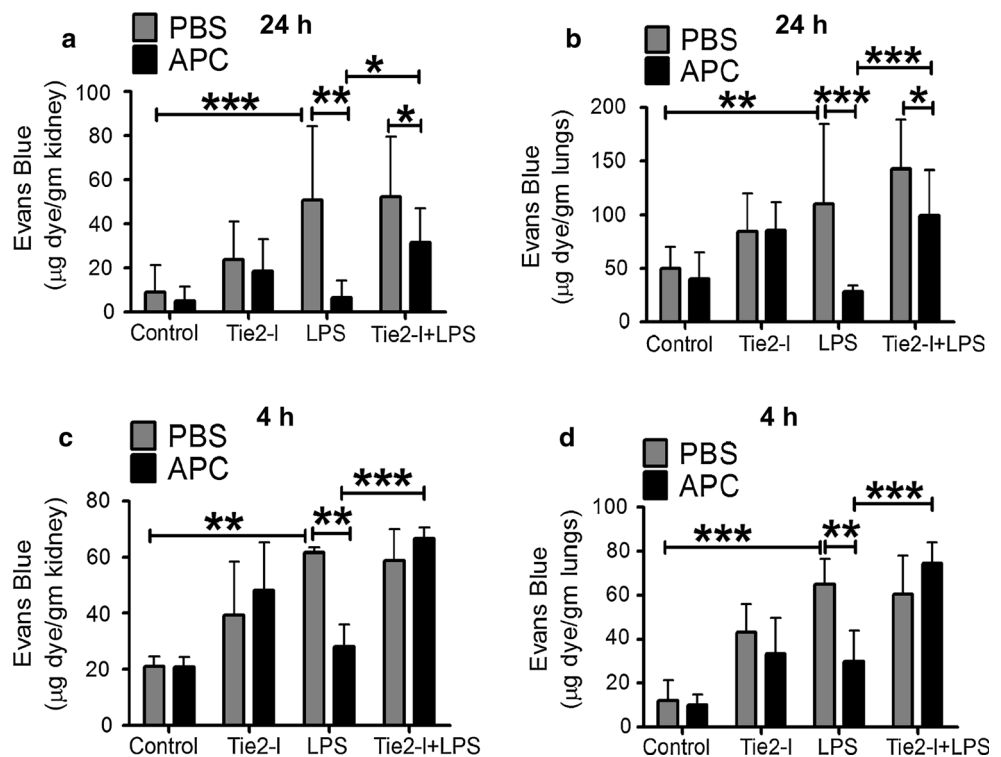 a
PBS
APC
24 h
Evans Blue
(µg dye/gm kidney)
100
80
60
40
20
0
***
**
*
*
Control
Tie2-I
LPS
Tie2-I+LPS
b
PBS
APC
24 h
Evans Blue
(µg dye/gm lungs)
200
150
100
50
0
**
***
***
*
Control
Tie2-I
LPS
Tie2-I+LPS
c
PBS
APC
4 h
Evans Blue
(µg dye/gm kidney)
80
60
40
20
0
**
**
***
Control
Tie2-I
LPS
Tie2-I+LPS
d
PBS
APC
4 h
Evans Blue
(µg dye/gm lungs)
100
80
60
40
20
0
***
**
***
Control
Tie2-I
LPS
Tie2-I+LPS